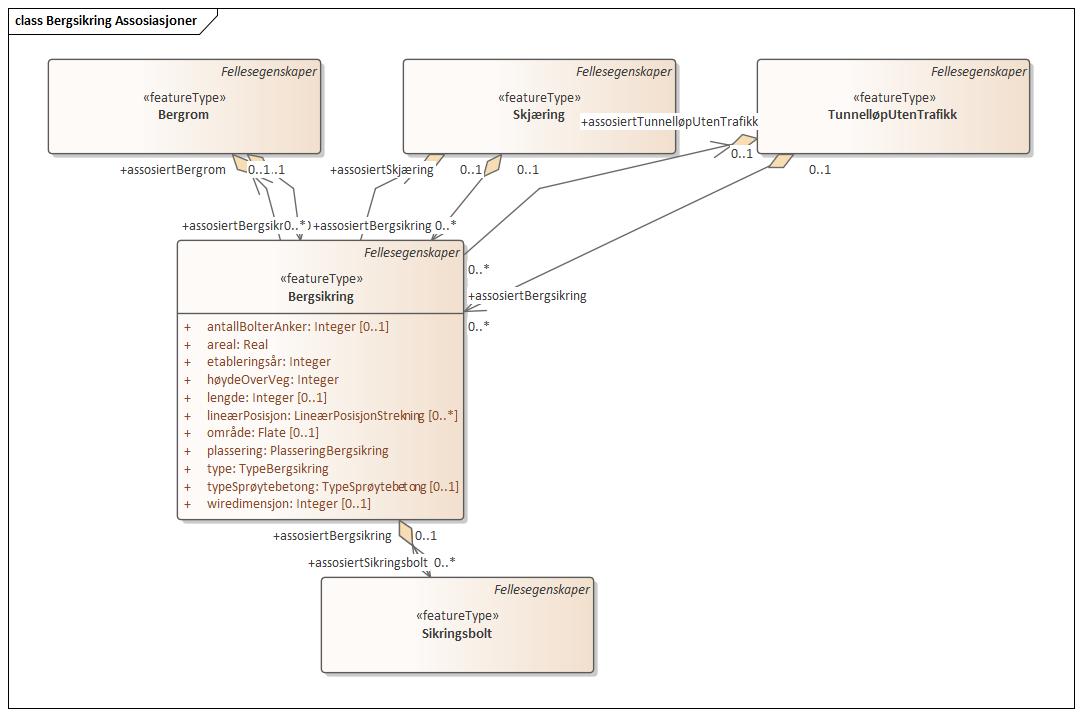 class Bergsikring Assosiasjoner
Fellesegenskaper
«featureType»
Bergrom
Fellesegenskaper
«featureType»
Skjæring
Fellesegenskaper
«featureType»
TunnelløpUtenTrafikk
+assosiertTunnelløpUtenTrafikk
0..1
0..1
+assosiertBergrom
0..1..1
+assosiertSkjæring
0..1
0..1
+assosiertBergsikr
0..*
+assosiertBergsikring
0..*
Fellesegenskaper
«featureType»
Bergsikring
0..*
+assosiertBergsikring
0..*
+ antallBolterAnker: Integer [0..1]
+ areal: Real
+ etableringsår: Integer
+ høydeOverVeg: Integer
+ lengde: Integer [0..1]
+ lineærPosisjon: LineærPosisjonStrekning [0..*]
+ område: Flate [0..1]
+ plassering: PlasseringBergsikring
+ type: TypeBergsikring
+ typeSprøytebetong: TypeSprøytebetong [0..1]
+ wiredimensjon: Integer [0..1]
+assosiertBergsikring
0..1
+assosiertSikringsbolt
0..*
Fellesegenskaper
«featureType»
Sikringsbolt